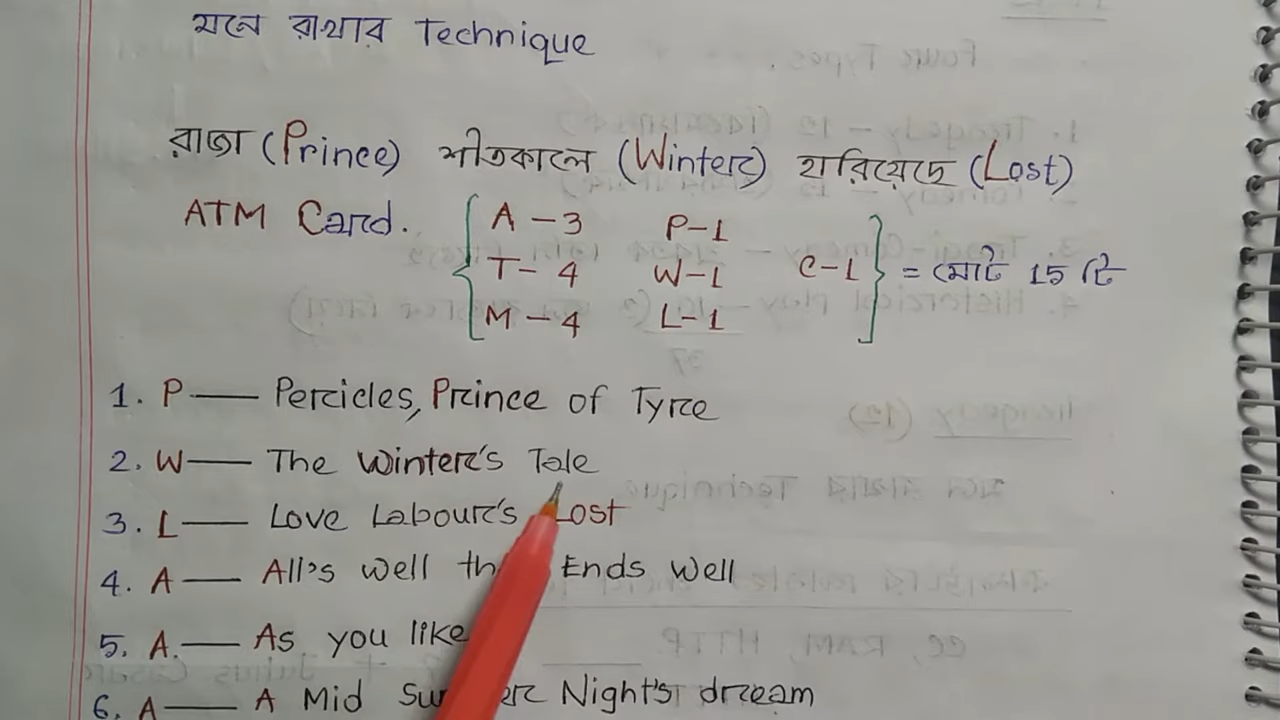 মনে রাখার Technique
রাজা (Prince) শীতকালে (Winter) হারিয়েছে (Lost)
ATM Card. { A - 3 P-1
T - 4 W-1 C-1 } = মোট 15 টি
M - 4 L-1
1. P — Pericles, Prince of Tyre
2. W — The Winter's Tale
3. L — Love Labour's Lost
4. A — All's well Ends Well
5. A. — As you like
6. A — A Mid Night's dream